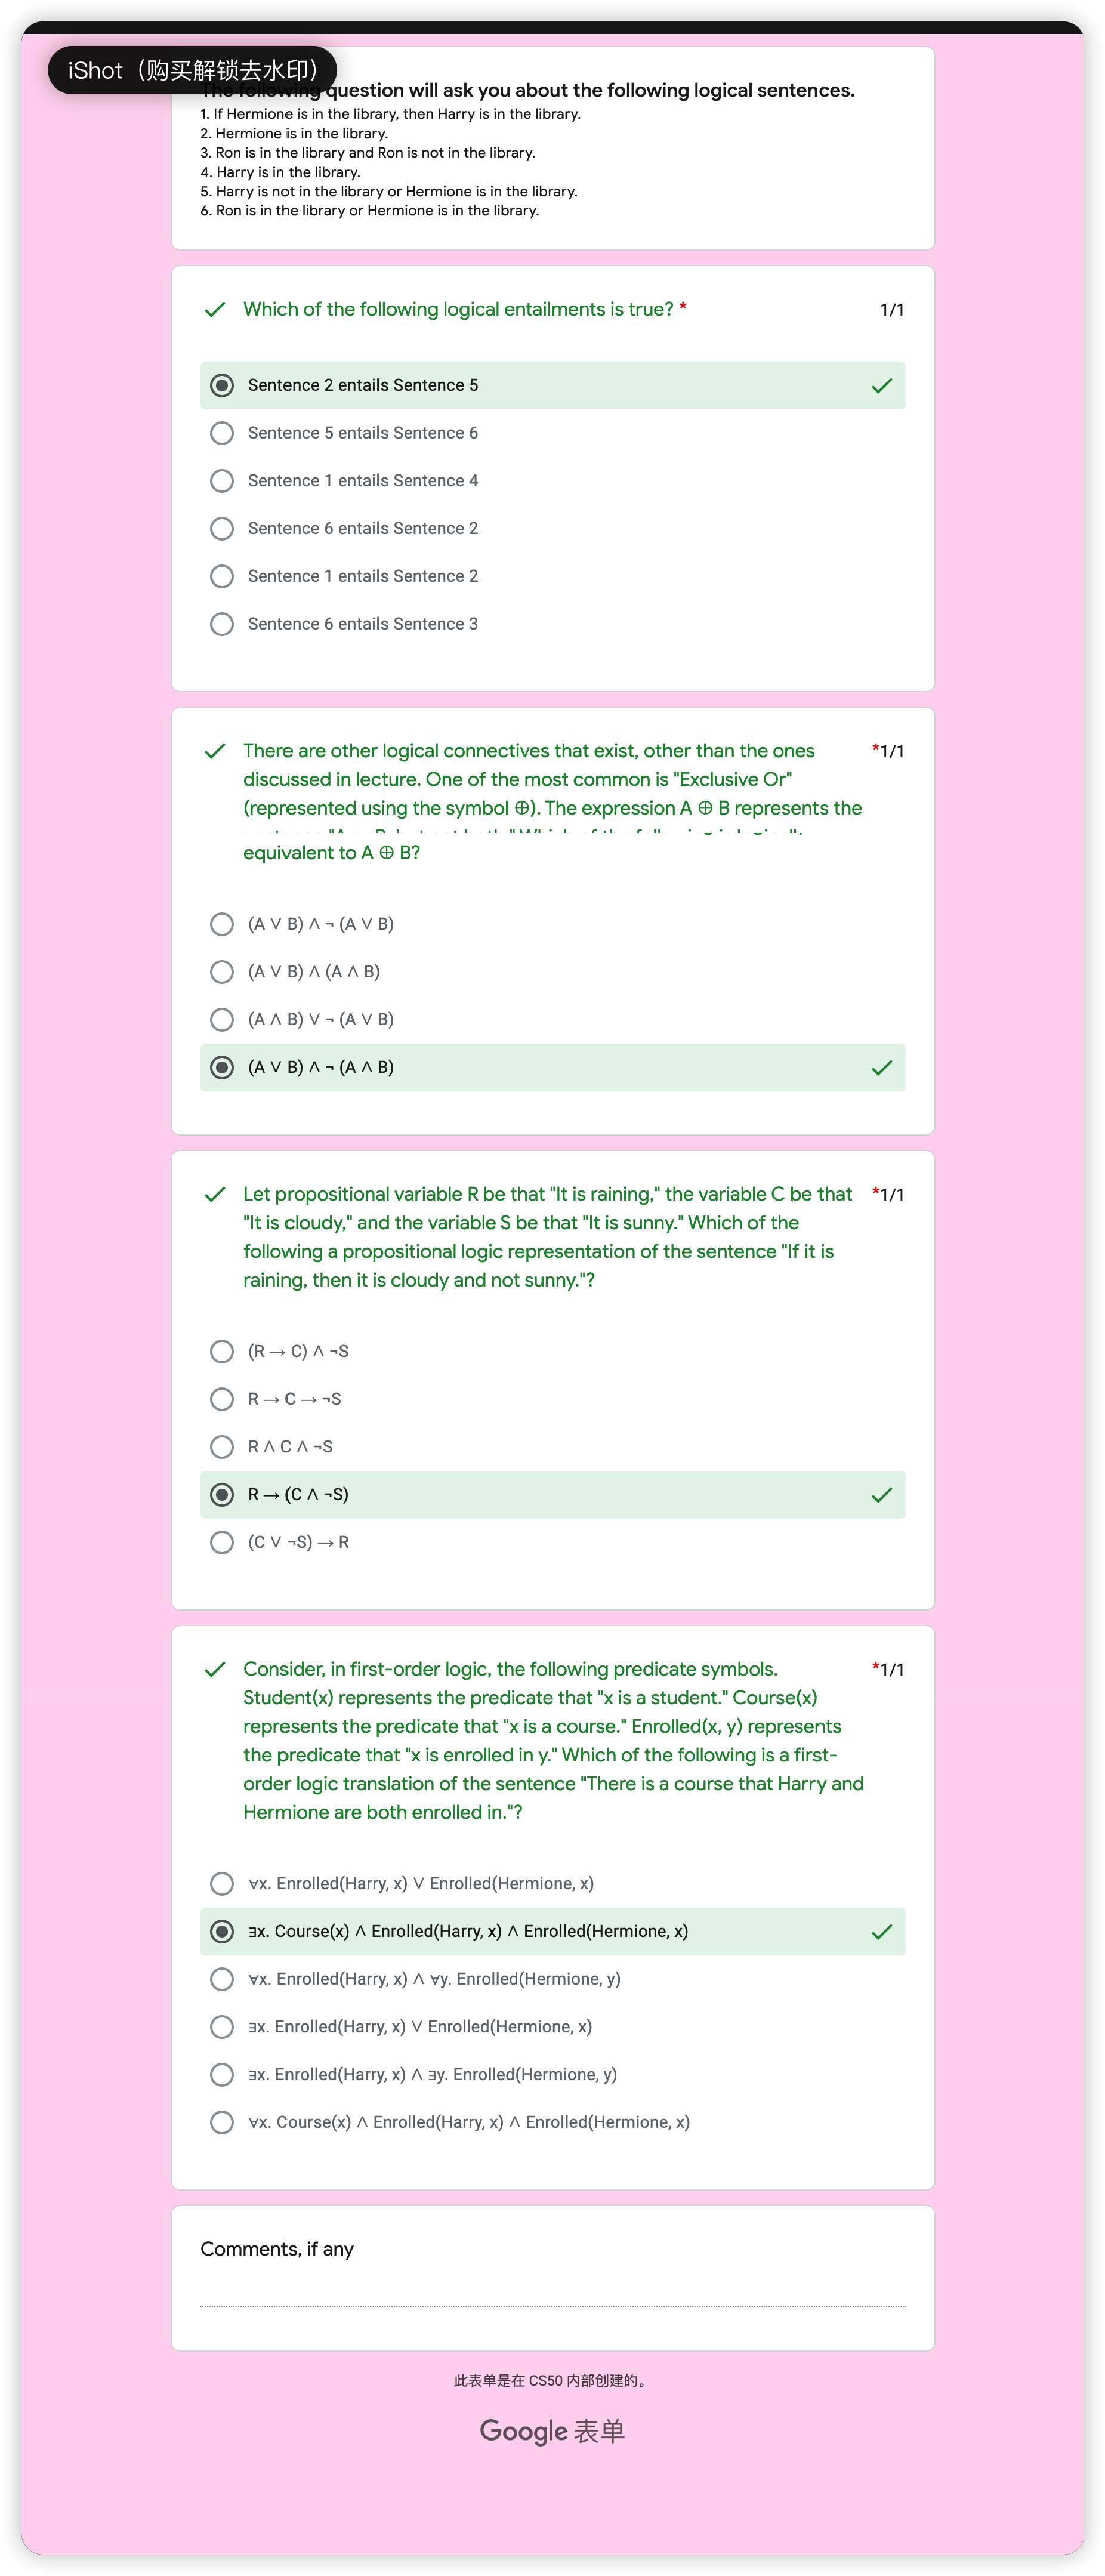 iShot（购买解锁去水印）
The following question will ask you about the following logical sentences.
1. If Hermione is in the library, then Harry is in the library.
2. Hermione is in the library.
3. Ron is in the library and Ron is not in the library.
4. Harry is in the library.
5. Harry is not in the library or Hermione is in the library.
6. Ron is in the library or Hermione is in the library.
Which of the following logical entailments is true? *
1/1
Sentence 2 entails Sentence 5
Sentence 5 entails Sentence 6
Sentence 1 entails Sentence 4
Sentence 6 entails Sentence 2
Sentence 1 entails Sentence 2
Sentence 6 entails Sentence 3
There are other logical connectives that exist, other than the ones
*1/1
discussed in lecture. One of the most common is "Exclusive Or"
(represented using the symbol ⊕). The expression A ⊕ B represents the
equivalent to A ⊕ B?
(A ∨ B) ∧ ¬ (A ∨ B)
(A ∨ B) ∧ (A ∧ B)
(A ∧ B) ∨ ¬ (A ∨ B)
(A ∨ B) ∧ ¬ (A ∧ B)
Let propositional variable R be that "It is raining," the variable C be that
*1/1
"It is cloudy," and the variable S be that "It is sunny." Which of the
following a propositional logic representation of the sentence "If it is
raining, then it is cloudy and not sunny."?
(R → C) ∧ ¬S
R → C → ¬S
R ∧ C ∧ ¬S
R → (C ∧ ¬S)
(C ∨ ¬S) → R
Consider, in first-order logic, the following predicate symbols.
*1/1
Student(x) represents the predicate that "x is a student." Course(x)
represents the predicate that "x is a course." Enrolled(x, y) represents
the predicate that "x is enrolled in y." Which of the following is a first-
order logic translation of the sentence "There is a course that Harry and
Hermione are both enrolled in."?
∀x. Enrolled(Harry, x) ∨ Enrolled(Hermione, x)
∃x. Course(x) ∧ Enrolled(Harry, x) ∧ Enrolled(Hermione, x)
∀x. Enrolled(Harry, x) ∧ ∀y. Enrolled(Hermione, y)
∃x. Enrolled(Harry, x) ∨ Enrolled(Hermione, x)
∃x. Enrolled(Harry, x) ∧ ∃y. Enrolled(Hermione, y)
∀x. Course(x) ∧ Enrolled(Harry, x) ∧ Enrolled(Hermione, x)
Comments, if any
此表单是在 CS50 内部创建的。
Google 表单